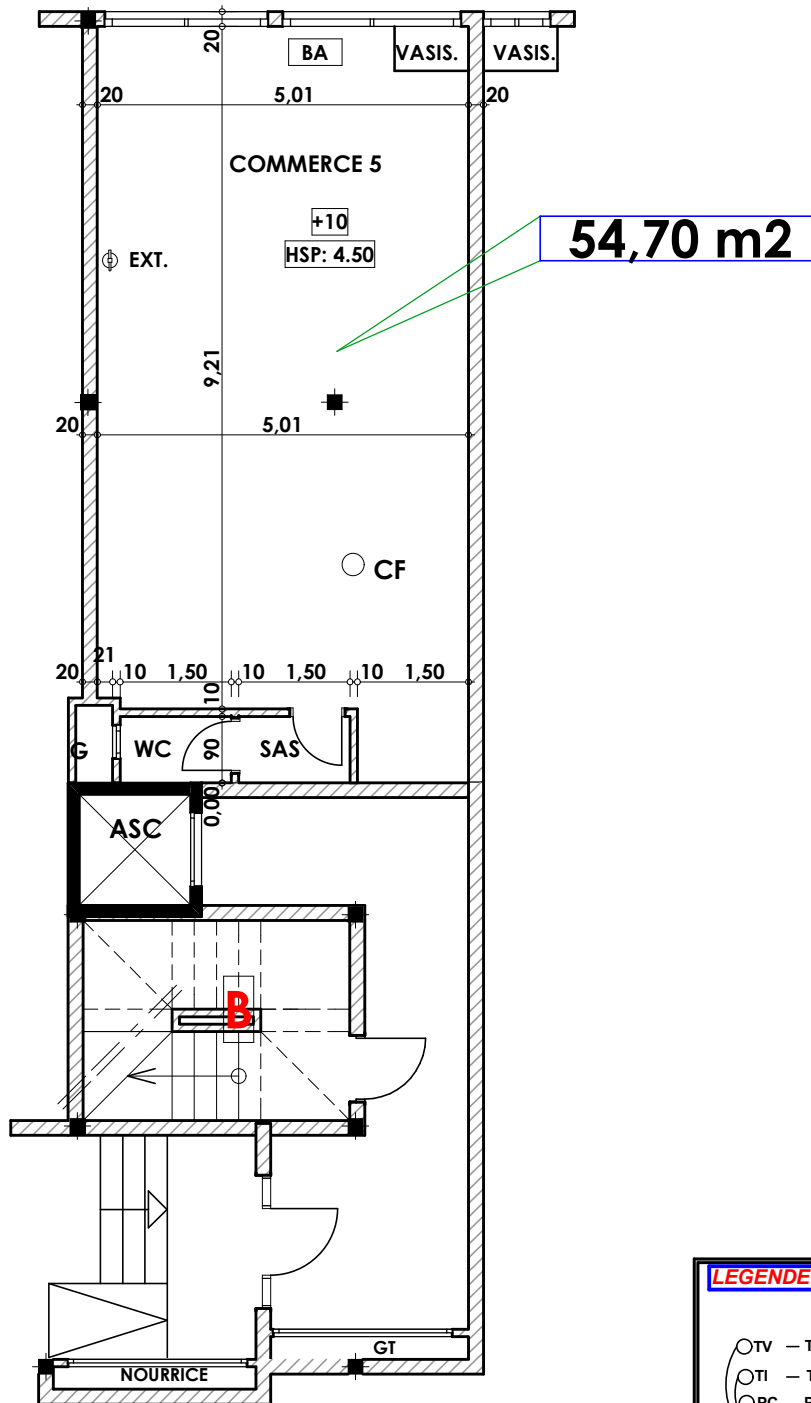 20
BA
VASIS.
VASIS.
20
5,01
20
COMMERCE 5
+10
HSP: 4.50
54,70 m2
EXT.
9,21
20
5,01
CF
21
20
10
1,50
10
1,50
10
1,50
10
G
WC
90
SAS
0,00
ASC
B
GT
NOURRICE
LEGENDE
TV
TI